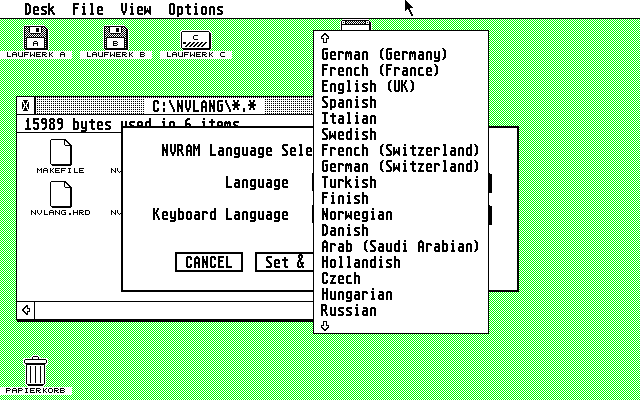 Desk File View Options
A
B
C
LAUFWERK A LAUFWERK B LAUFWERK C
C:\NVLANG\*.*
15989 bytes used in 6 items
MAKEFILE
NVLANG.HRD
NVRAM Language Sele
Language
Keyboard Language
CANCEL
Set &
German (Germany)
French (France)
English (UK)
Spanish
Italian
Swedish
French (Switzerland)
German (Switzerland)
Turkish
Finish
Norwegian
Danish
Arab (Saudi Arabian)
Hollandish
Czech
Hungarian
Russian
PAPIERKORB